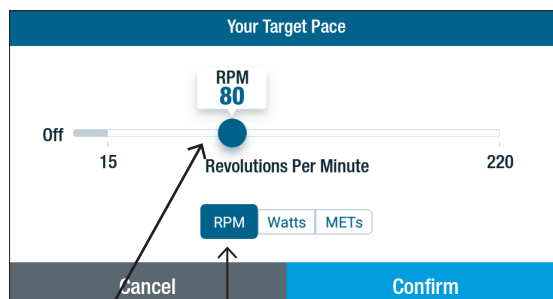 Your Target Pace
RPM
80
Off
15 Revolutions Per Minute 220
RPM Watts METs
Cancel Confirm